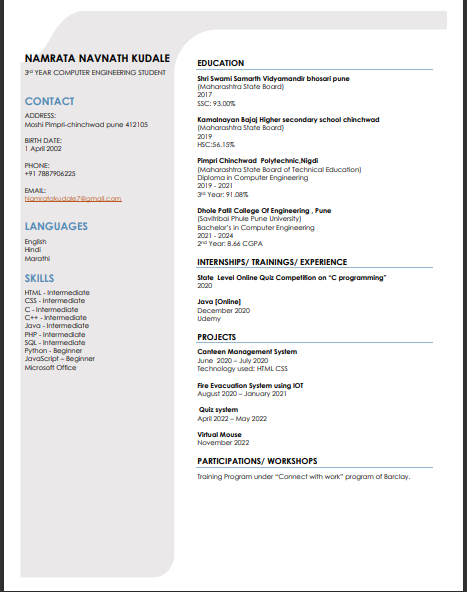 NAMRATA NAVNATH KUDALE
3rd YEAR COMPUTER ENGINEERING STUDENT
CONTACT
ADDRESS:
Moshi Pimpri-chinchwad pune 412105
BIRTH DATE:
1 April 2002
PHONE:
+91 7887906225
EMAIL:
Namratakudale7@gmail.com
LANGUAGES
English
Hindi
Marathi
SKILLS
HTML - Intermediate
CSS - Intermediate
C - Intermediate
C++ - Intermediate
Java - Intermediate
PHP - Intermediate
SQL - Intermediate
Python - Beginner
JavaScript – Beginner
Microsoft Office
EDUCATION
Shri Swami Samarth Vidyamandir bhosari pune
(Maharashtra State Board)
2017
SSC: 93.00%
Kamalnayan Bajaj Higher secondary school chinchwad
(Maharashtra State Board)
2019
HSC:56.15%
Pimpri Chinchwad Polytechnic,Nigdi
(Maharashtra State Board of Technical Education)
Diploma in Computer Engineering
2019 - 2021
3rd Year: 91.08%
Dhole Patil College Of Engineering , Pune
(Savitribai Phule Pune University)
Bachelor's in Computer Engineering
2021 - 2024
2nd Year: 8.66 CGPA
INTERNSHIPS/ TRAININGS/ EXPERIENCE
State Level Online Quiz Competition on “C programming”
2020
Java [Online]
December 2020
Udemy
PROJECTS
Canteen Management System
June 2020 – July 2020
Technology used: HTML CSS
Fire Evacuation System using IOT
August 2020 – January 2021
Quiz system
April 2022 – May 2022
Virtual Mouse
November 2022
PARTICIPATIONS/ WORKSHOPS
Training Program under “Connect with work” program of Barclay.